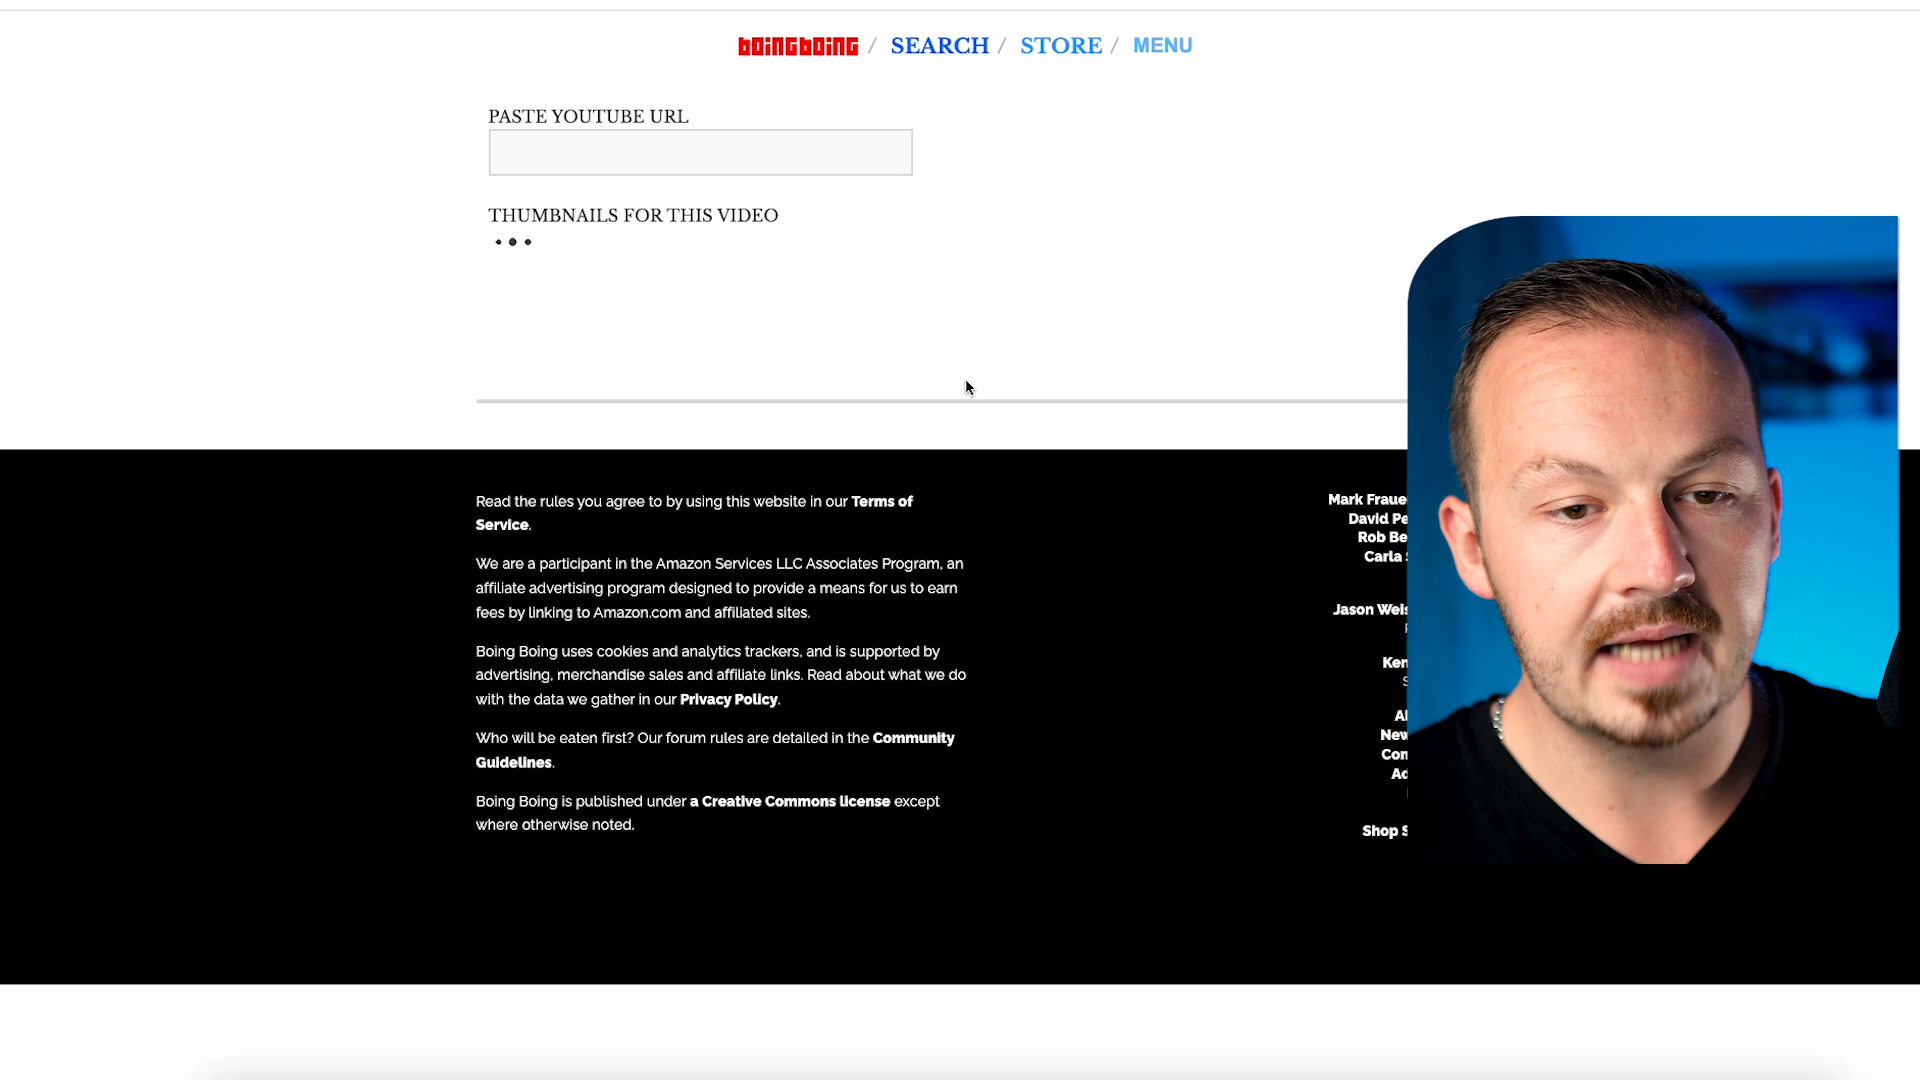 boingboing / SEARCH / STORE / MENU
PASTE YOUTUBE URL
THUMBNAILS FOR THIS VIDEO
Read the rules you agree to by using this website in our Terms of
Service.
We are a participant in the Amazon Services LLC Associates Program, an
affiliate advertising program designed to provide a means for us to earn
fees by linking to Amazon.com and affiliated sites.
Boing Boing uses cookies and analytics trackers, and is supported by
advertising, merchandise sales and affiliate links. Read about what we do
with the data we gather in our Privacy Policy.
Who will be eaten first? Our forum rules are detailed in the Community
Guidelines.
Boing Boing is published under a Creative Commons license except
where otherwise noted.
Mark
David
Rob
Carla
Jason
Shop